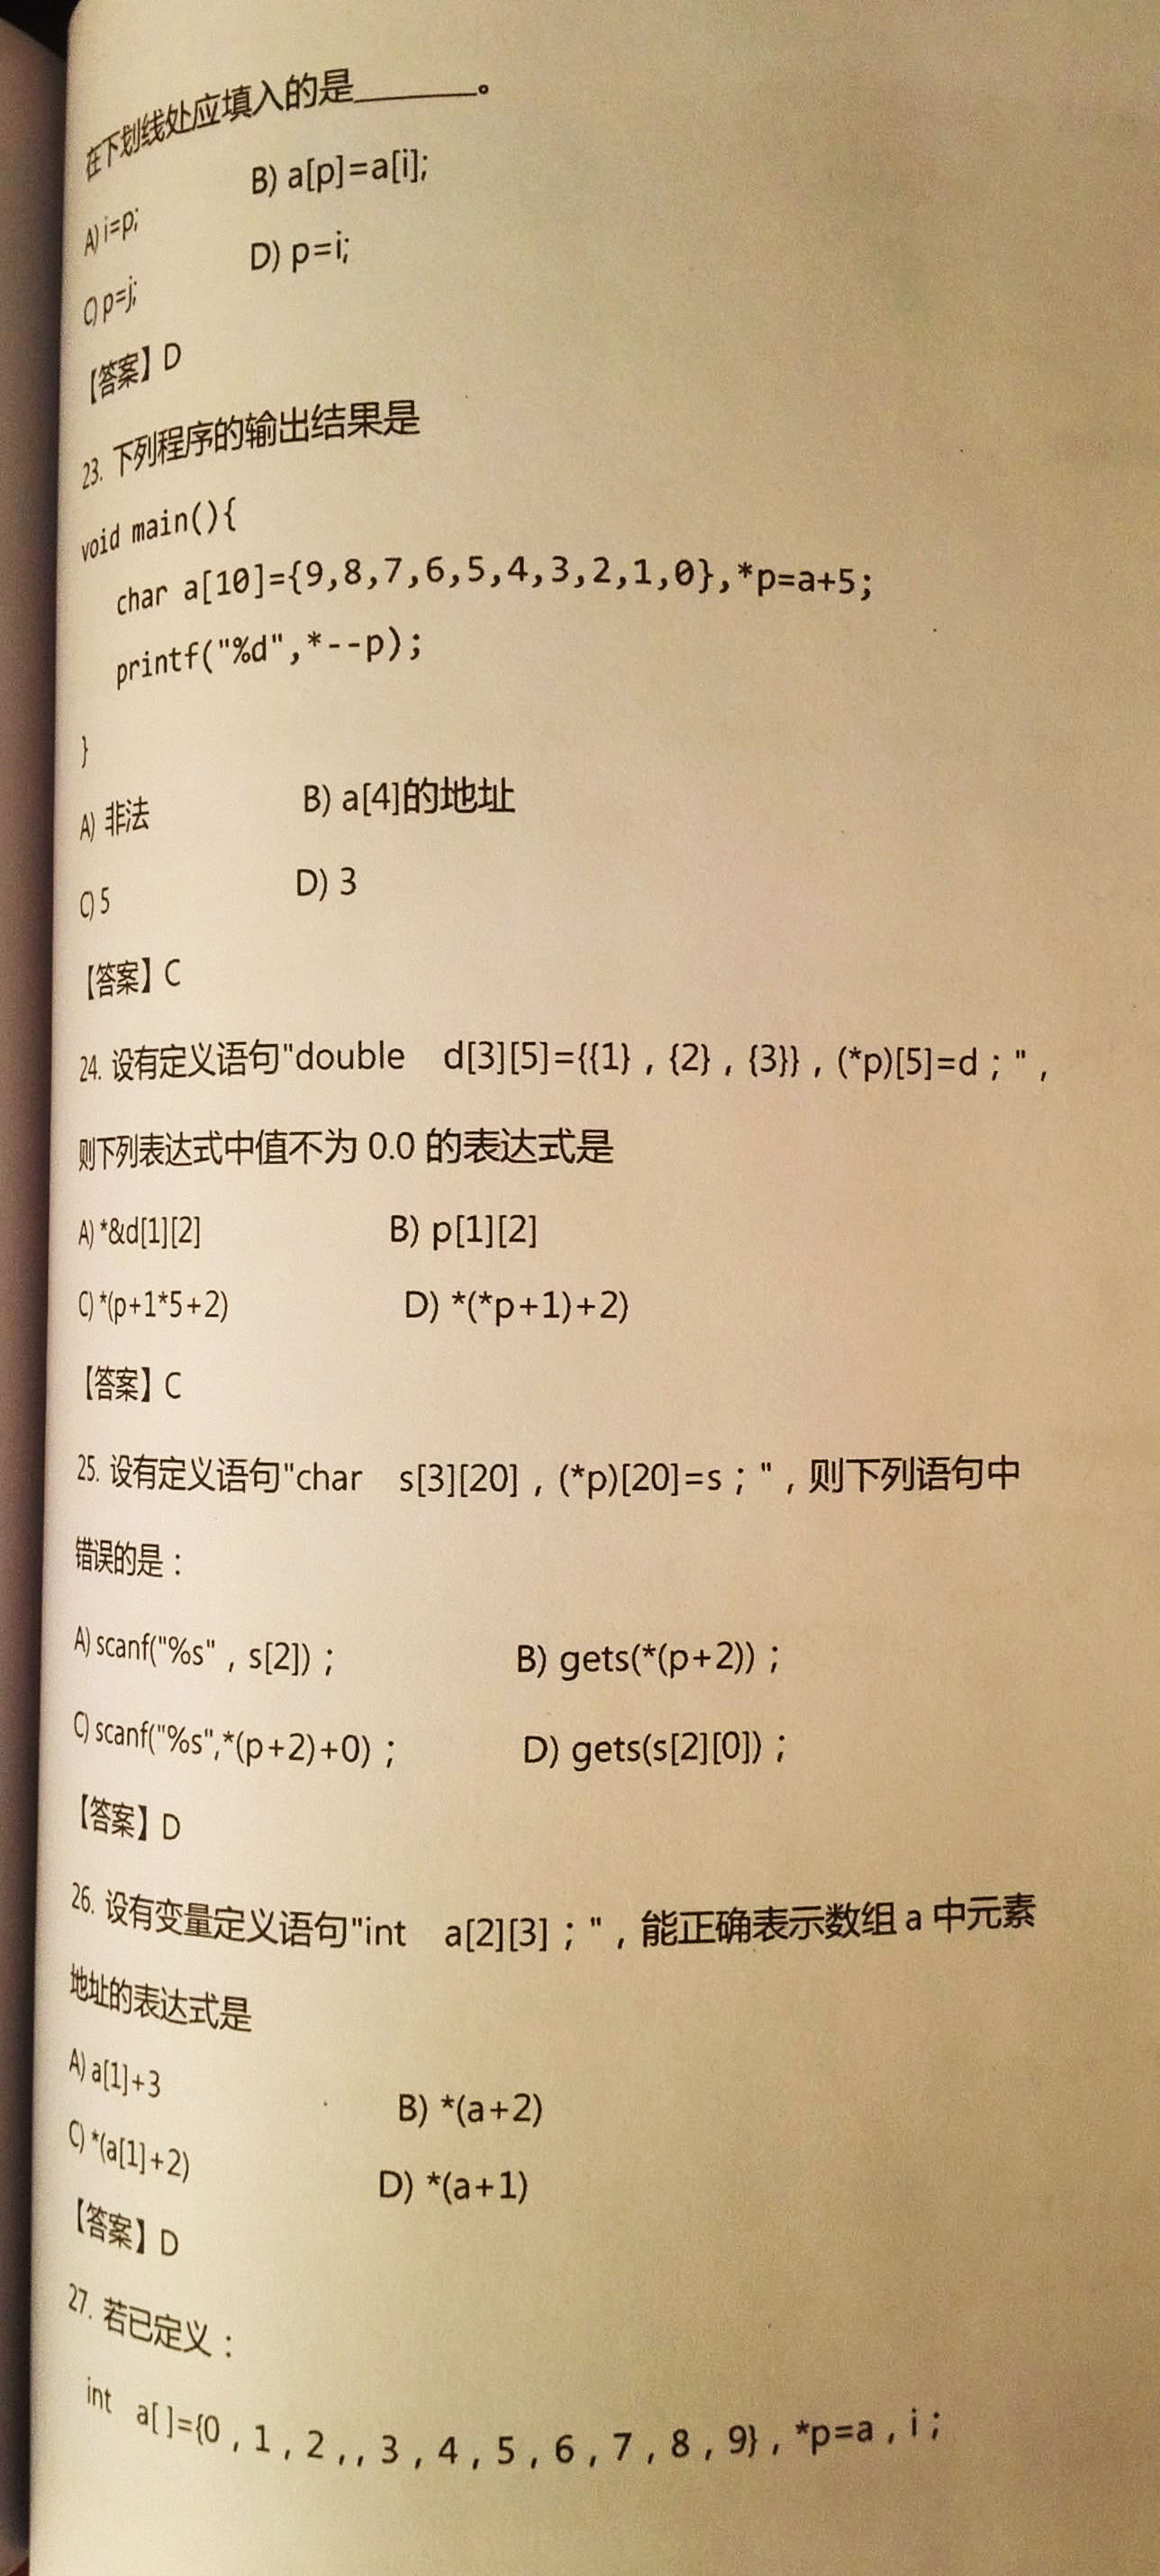 在下划线处应填入的是______。
A) i=p; B) a[p]=a[i];
C) p=j; D) p=i;
【答案】D
23. 下列程序的输出结果是
void main(){
char a[10]={9,8,7,6,5,4,3,2,1,0},*p=a+5;
printf("%d",*--p);
}
A) 非法 B) a[4]的地址
C) 5 D) 3
【答案】C
24. 设有定义语句"double d[3][5]={{1}，{2}，{3}}，(*p)[5]=d；"，
则下列表达式中值不为 0.0 的表达式是
A) *&d[1][2] B) p[1][2]
C) *(p+1*5+2) D) *(*p+1)+2)
【答案】C
25. 设有定义语句"char s[3][20]，(*p)[20]=s；"，则下列语句中
错误的是：
A) scanf("%s"，s[2])； B) gets(*(p+2))；
C) scanf("%s",*(p+2)+0)； D) gets(s[2][0])；
【答案】D
26. 设有变量定义语句"int a[2][3]；"，能正确表示数组 a 中元素
地址的表达式是
A) a[1]+3 B) *(a+2)
C) *(a[1]+2) D) *(a+1)
【答案】D
27. 若已定义：
int a[ ]={0，1，2，，3，4，5，6，7，8，9}，*p=a，i；